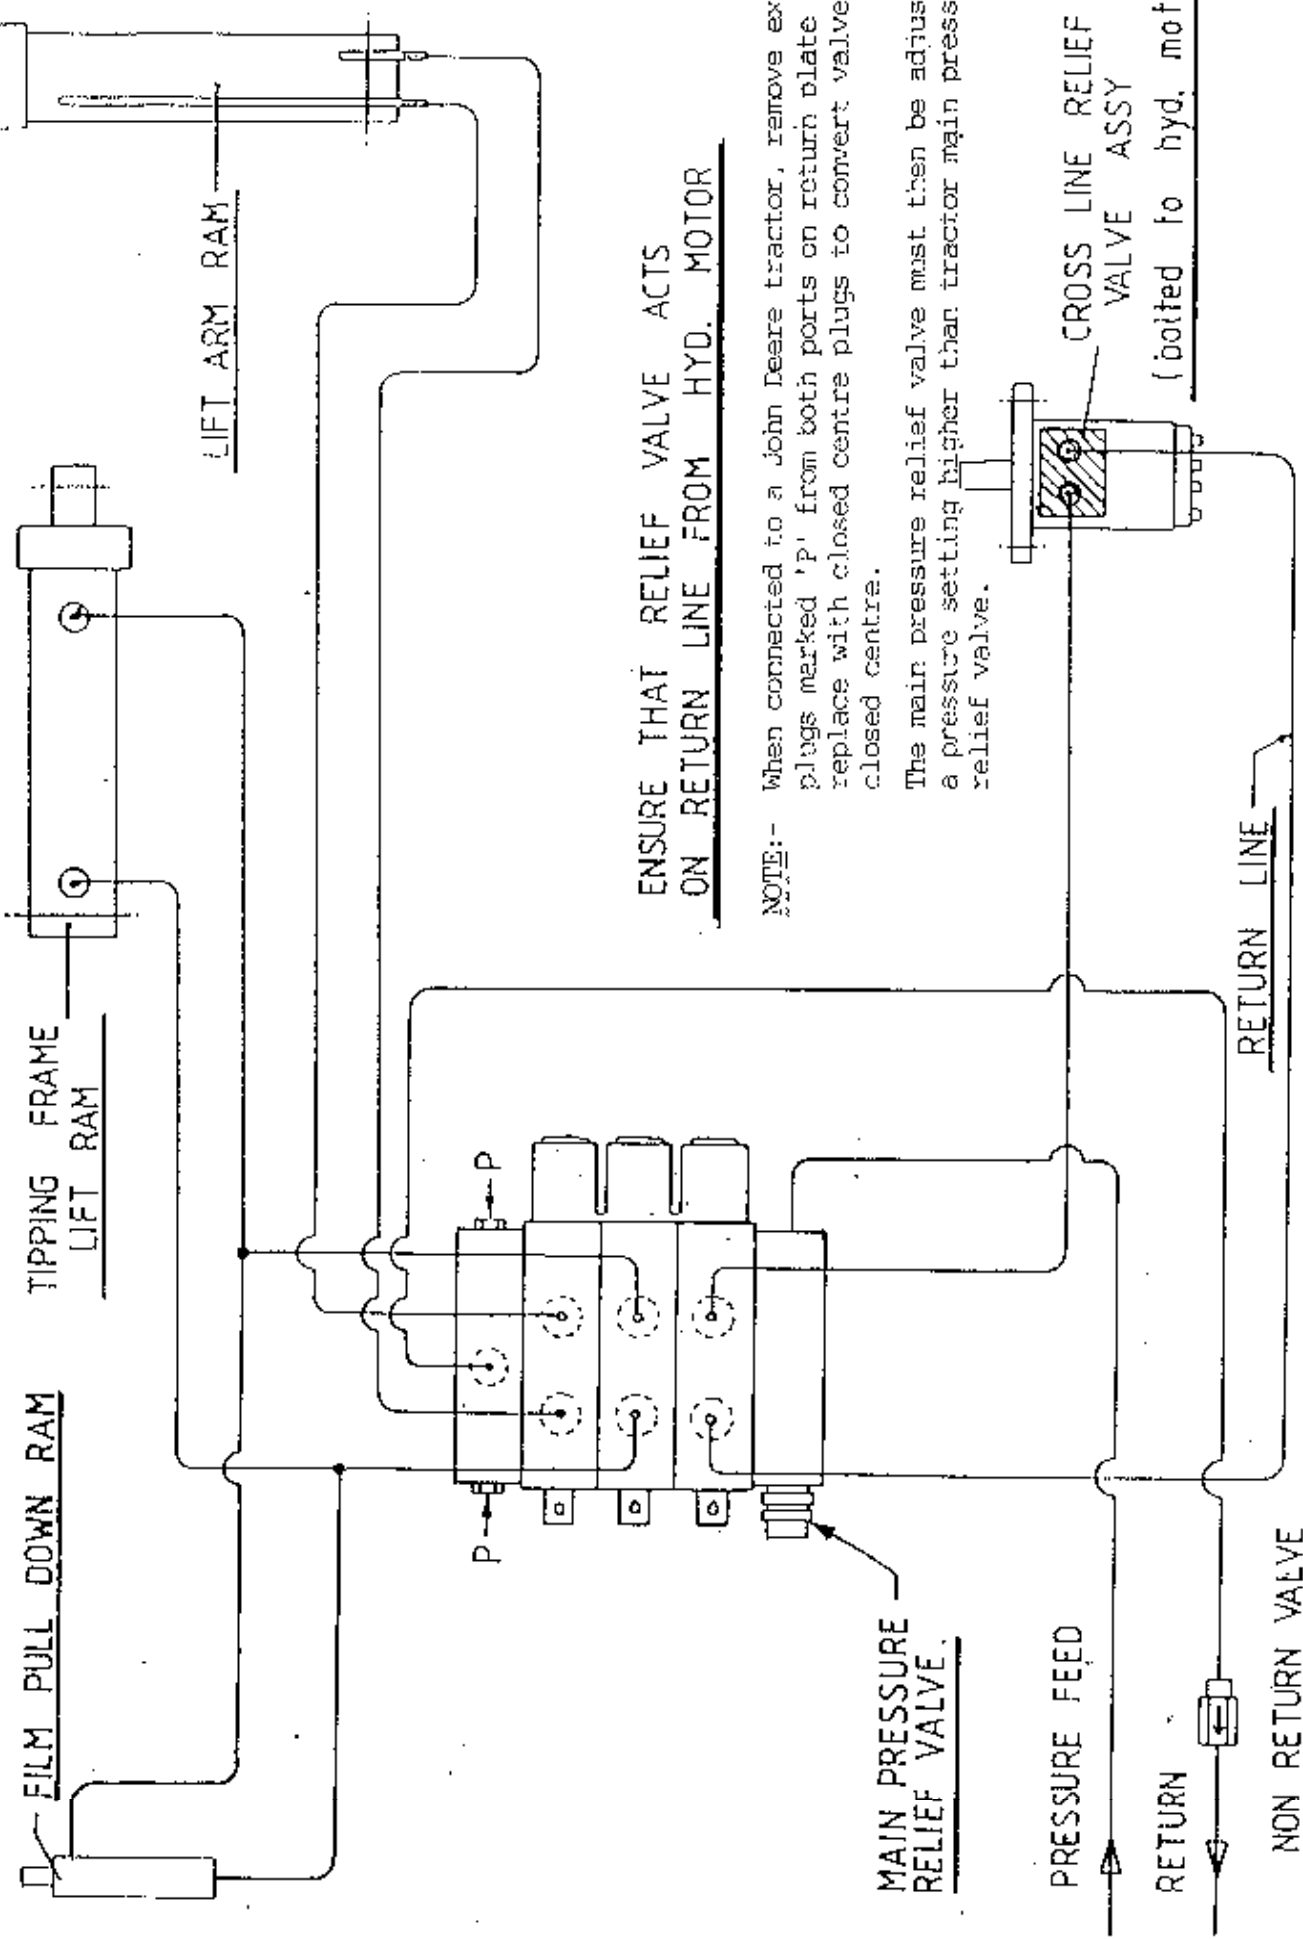 FILM PULL DOWN RAM
TIPPING FRAME
LIFT RAM
LIFT ARM RAM
P
P
ENSURE THAT RELIEF VALVE ACTS
ON RETURN LINE FROM HYD. MOTOR
NOTE:- When connected to a John Deere tractor, remove ex
plugs marked 'P' from both ports on return plate
replace with closed centre plugs to convert valve
closed centre.
The main pressure relief valve must then be adjus
a pressure setting higher than tractor main press
relief valve.
MAIN PRESSURE
RELIEF VALVE.
CROSS LINE RELIEF
VALVE ASSY
(bolted to hyd. mot
PRESSURE FEED
RETURN
RETURN LINE
NON RETURN VALVE